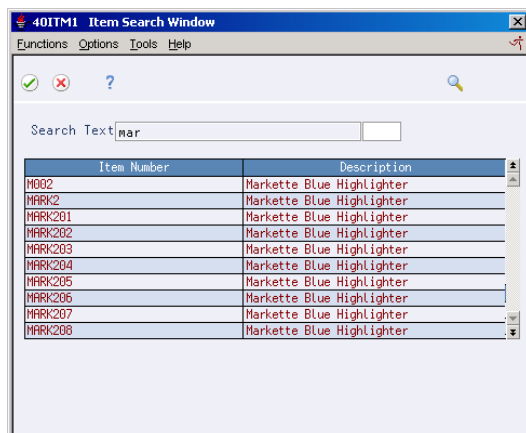 40ITM1 Item Search Window
Functions Options Tools Help
?
Search Text mar
Item Number Description
M002 Markette Blue Highlighter
MARK2 Markette Blue Highlighter
MARK201 Markette Blue Highlighter
MARK202 Markette Blue Highlighter
MARK203 Markette Blue Highlighter
MARK204 Markette Blue Highlighter
MARK205 Markette Blue Highlighter
MARK206 Markette Blue Highlighter
MARK207 Markette Blue Highlighter
MARK208 Markette Blue Highlighter